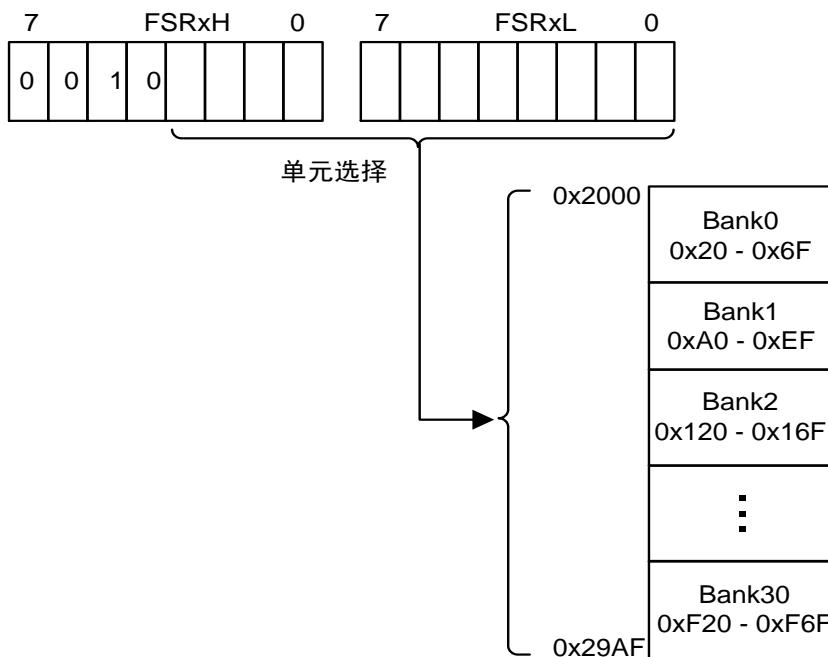 7 FSRxH 0 7 FSRxL 0
0 0 1 0
单元选择
0x2000
Bank0
0x20 - 0x6F
Bank1
0xA0 - 0xEF
Bank2
0x120 - 0x16F
Bank30
0xF20 - 0xF6F
0x29AF